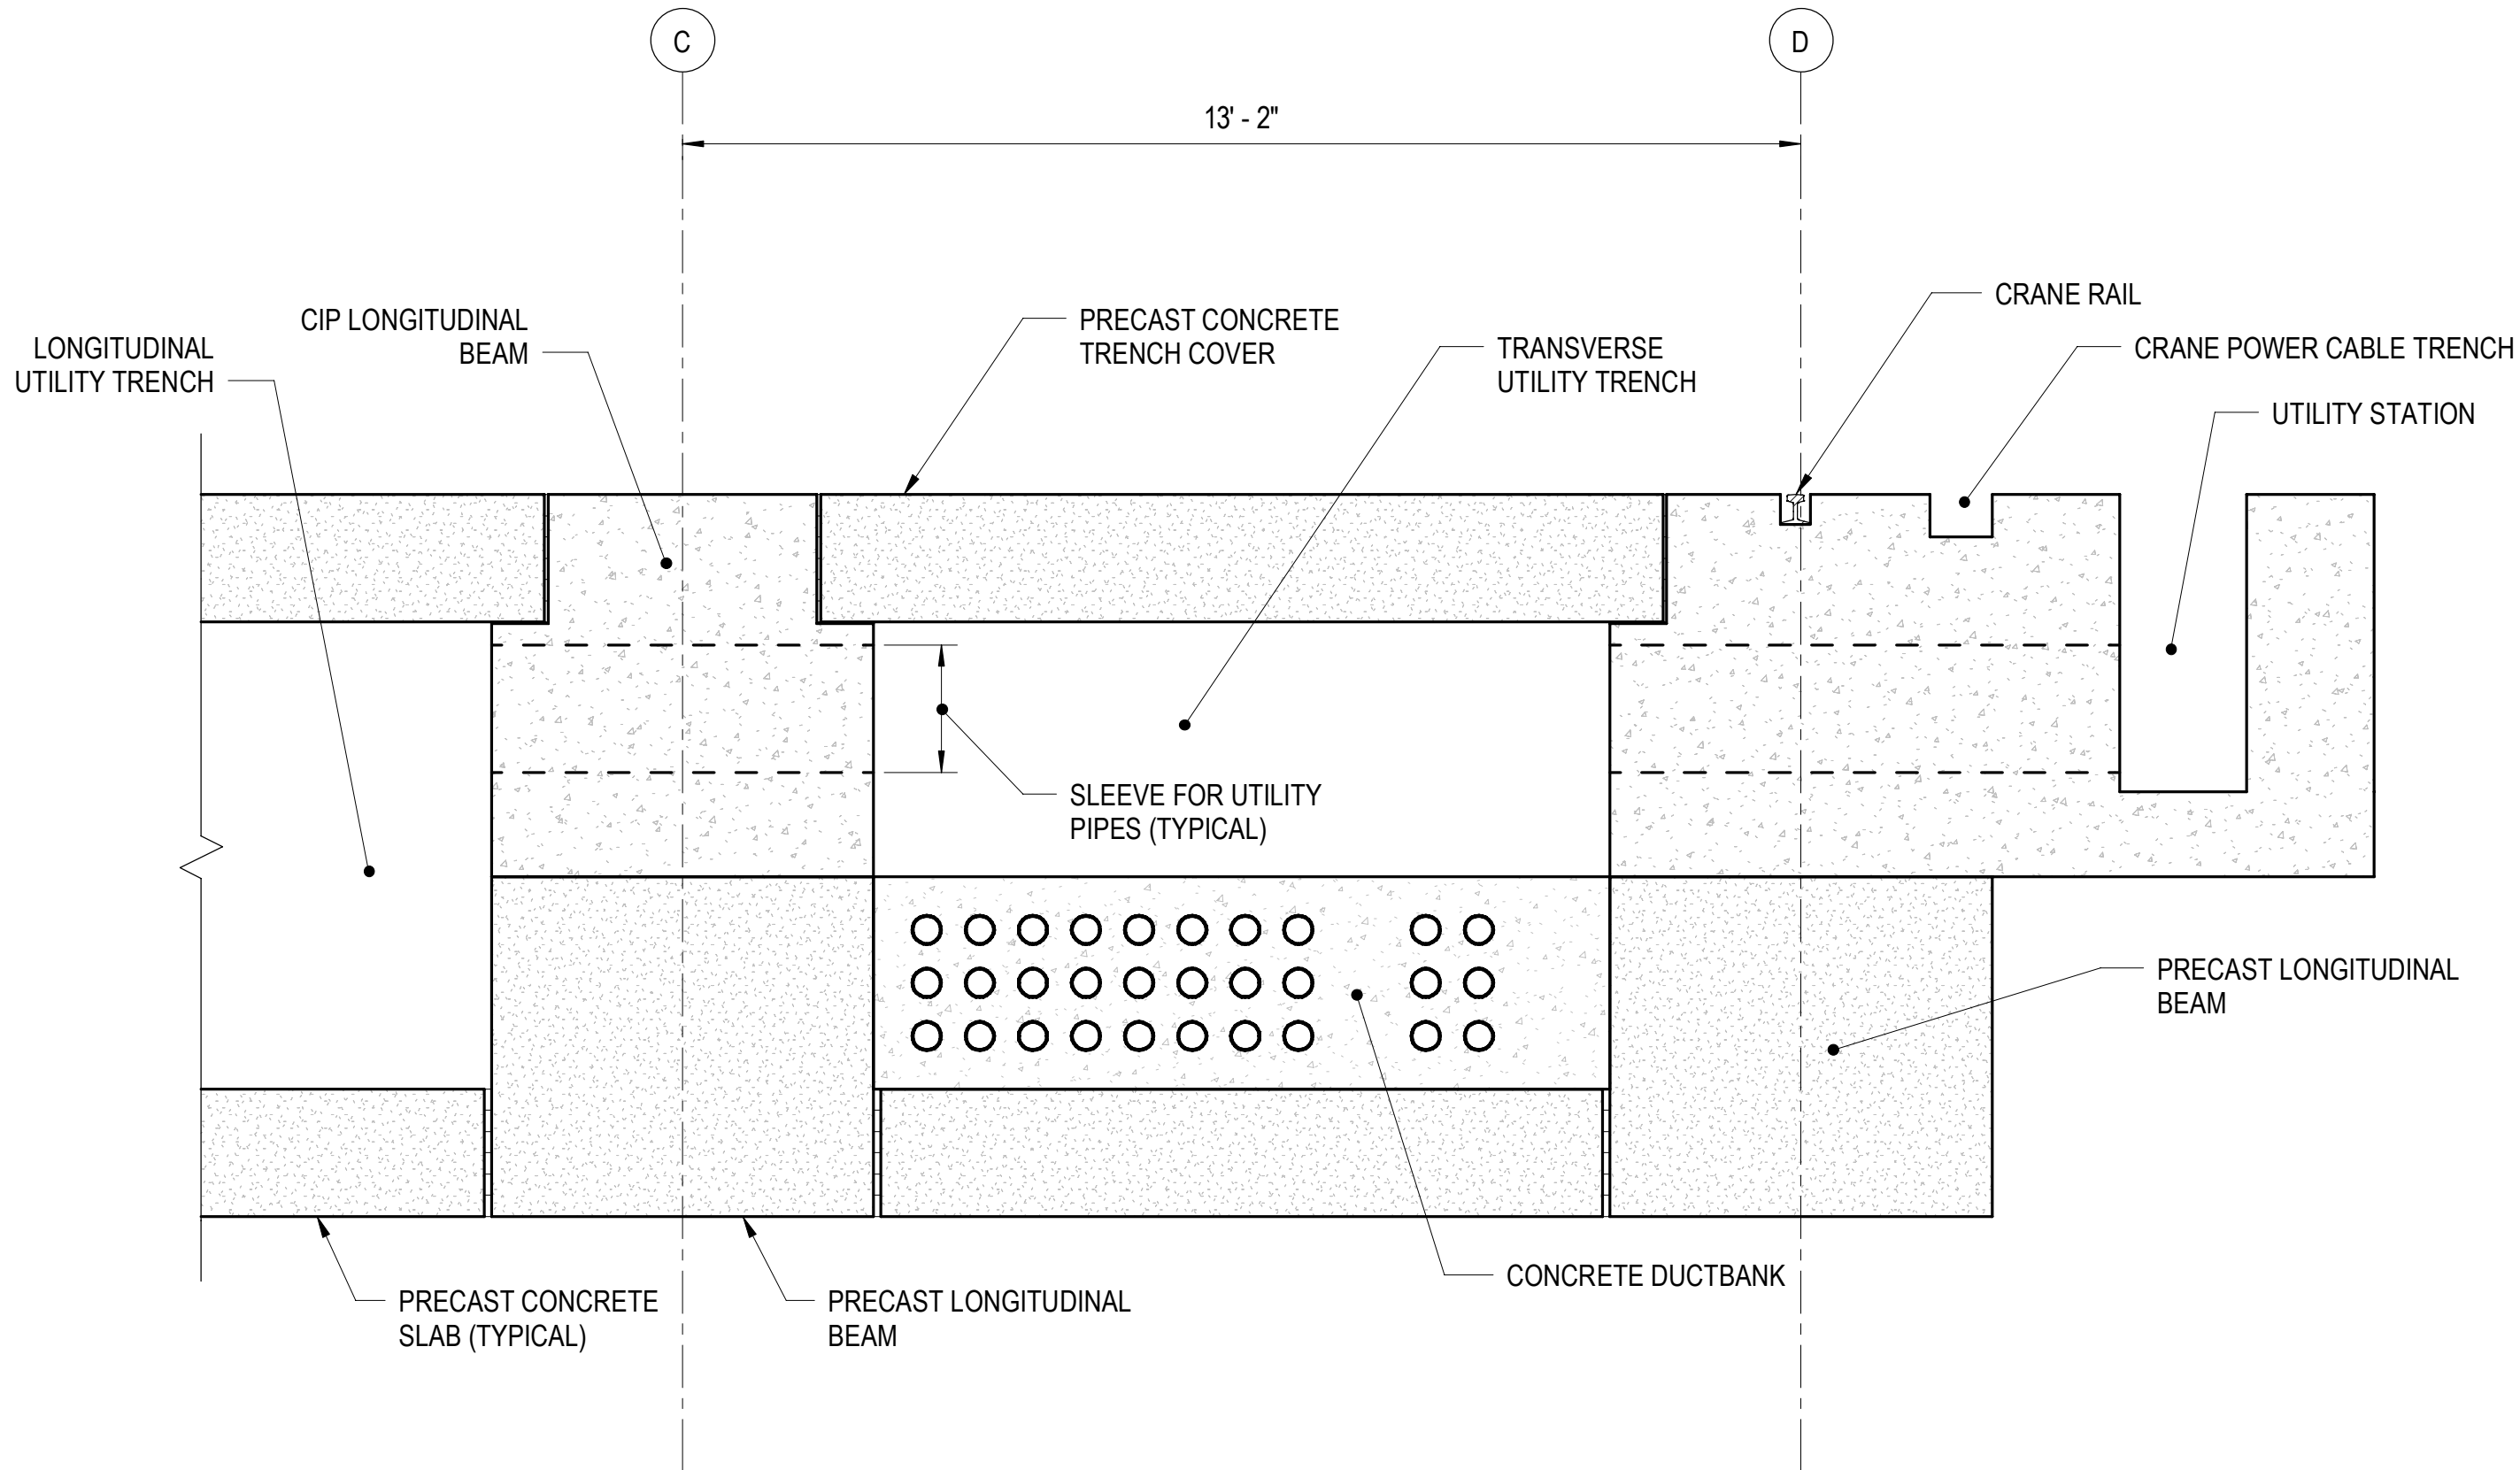 C
D
13' - 2"
CRANE RAIL
CIP LONGITUDINAL
BEAM
PRECAST CONCRETE
TRENCH COVER
LONGITUDINAL
UTILITY TRENCH
TRANSVERSE
UTILITY TRENCH
CRANE POWER CABLE TRENCH
UTILITY STATION
SLEEVE FOR UTILITY
PIPES (TYPICAL)
PRECAST LONGITUDINAL
BEAM
CONCRETE DUCTBANK
PRECAST CONCRETE
SLAB (TYPICAL)
PRECAST LONGITUDINAL
BEAM